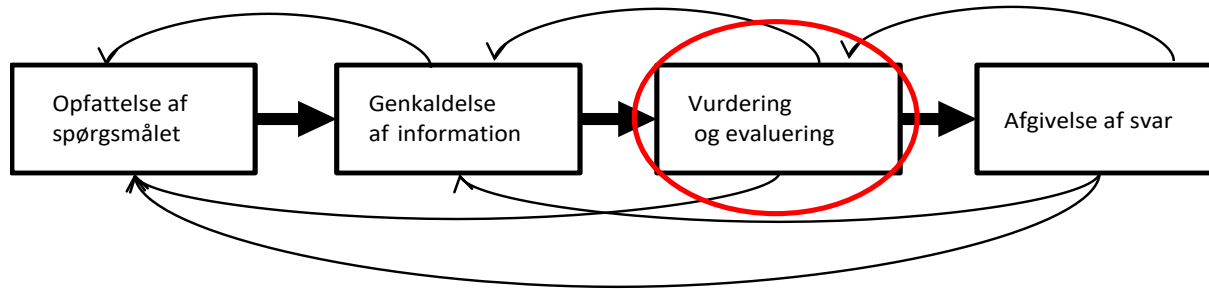 Opfattelse af
spørgsmålet
Genkaldelse
af information
Vurdering
og evaluering
Afgivelse af svar